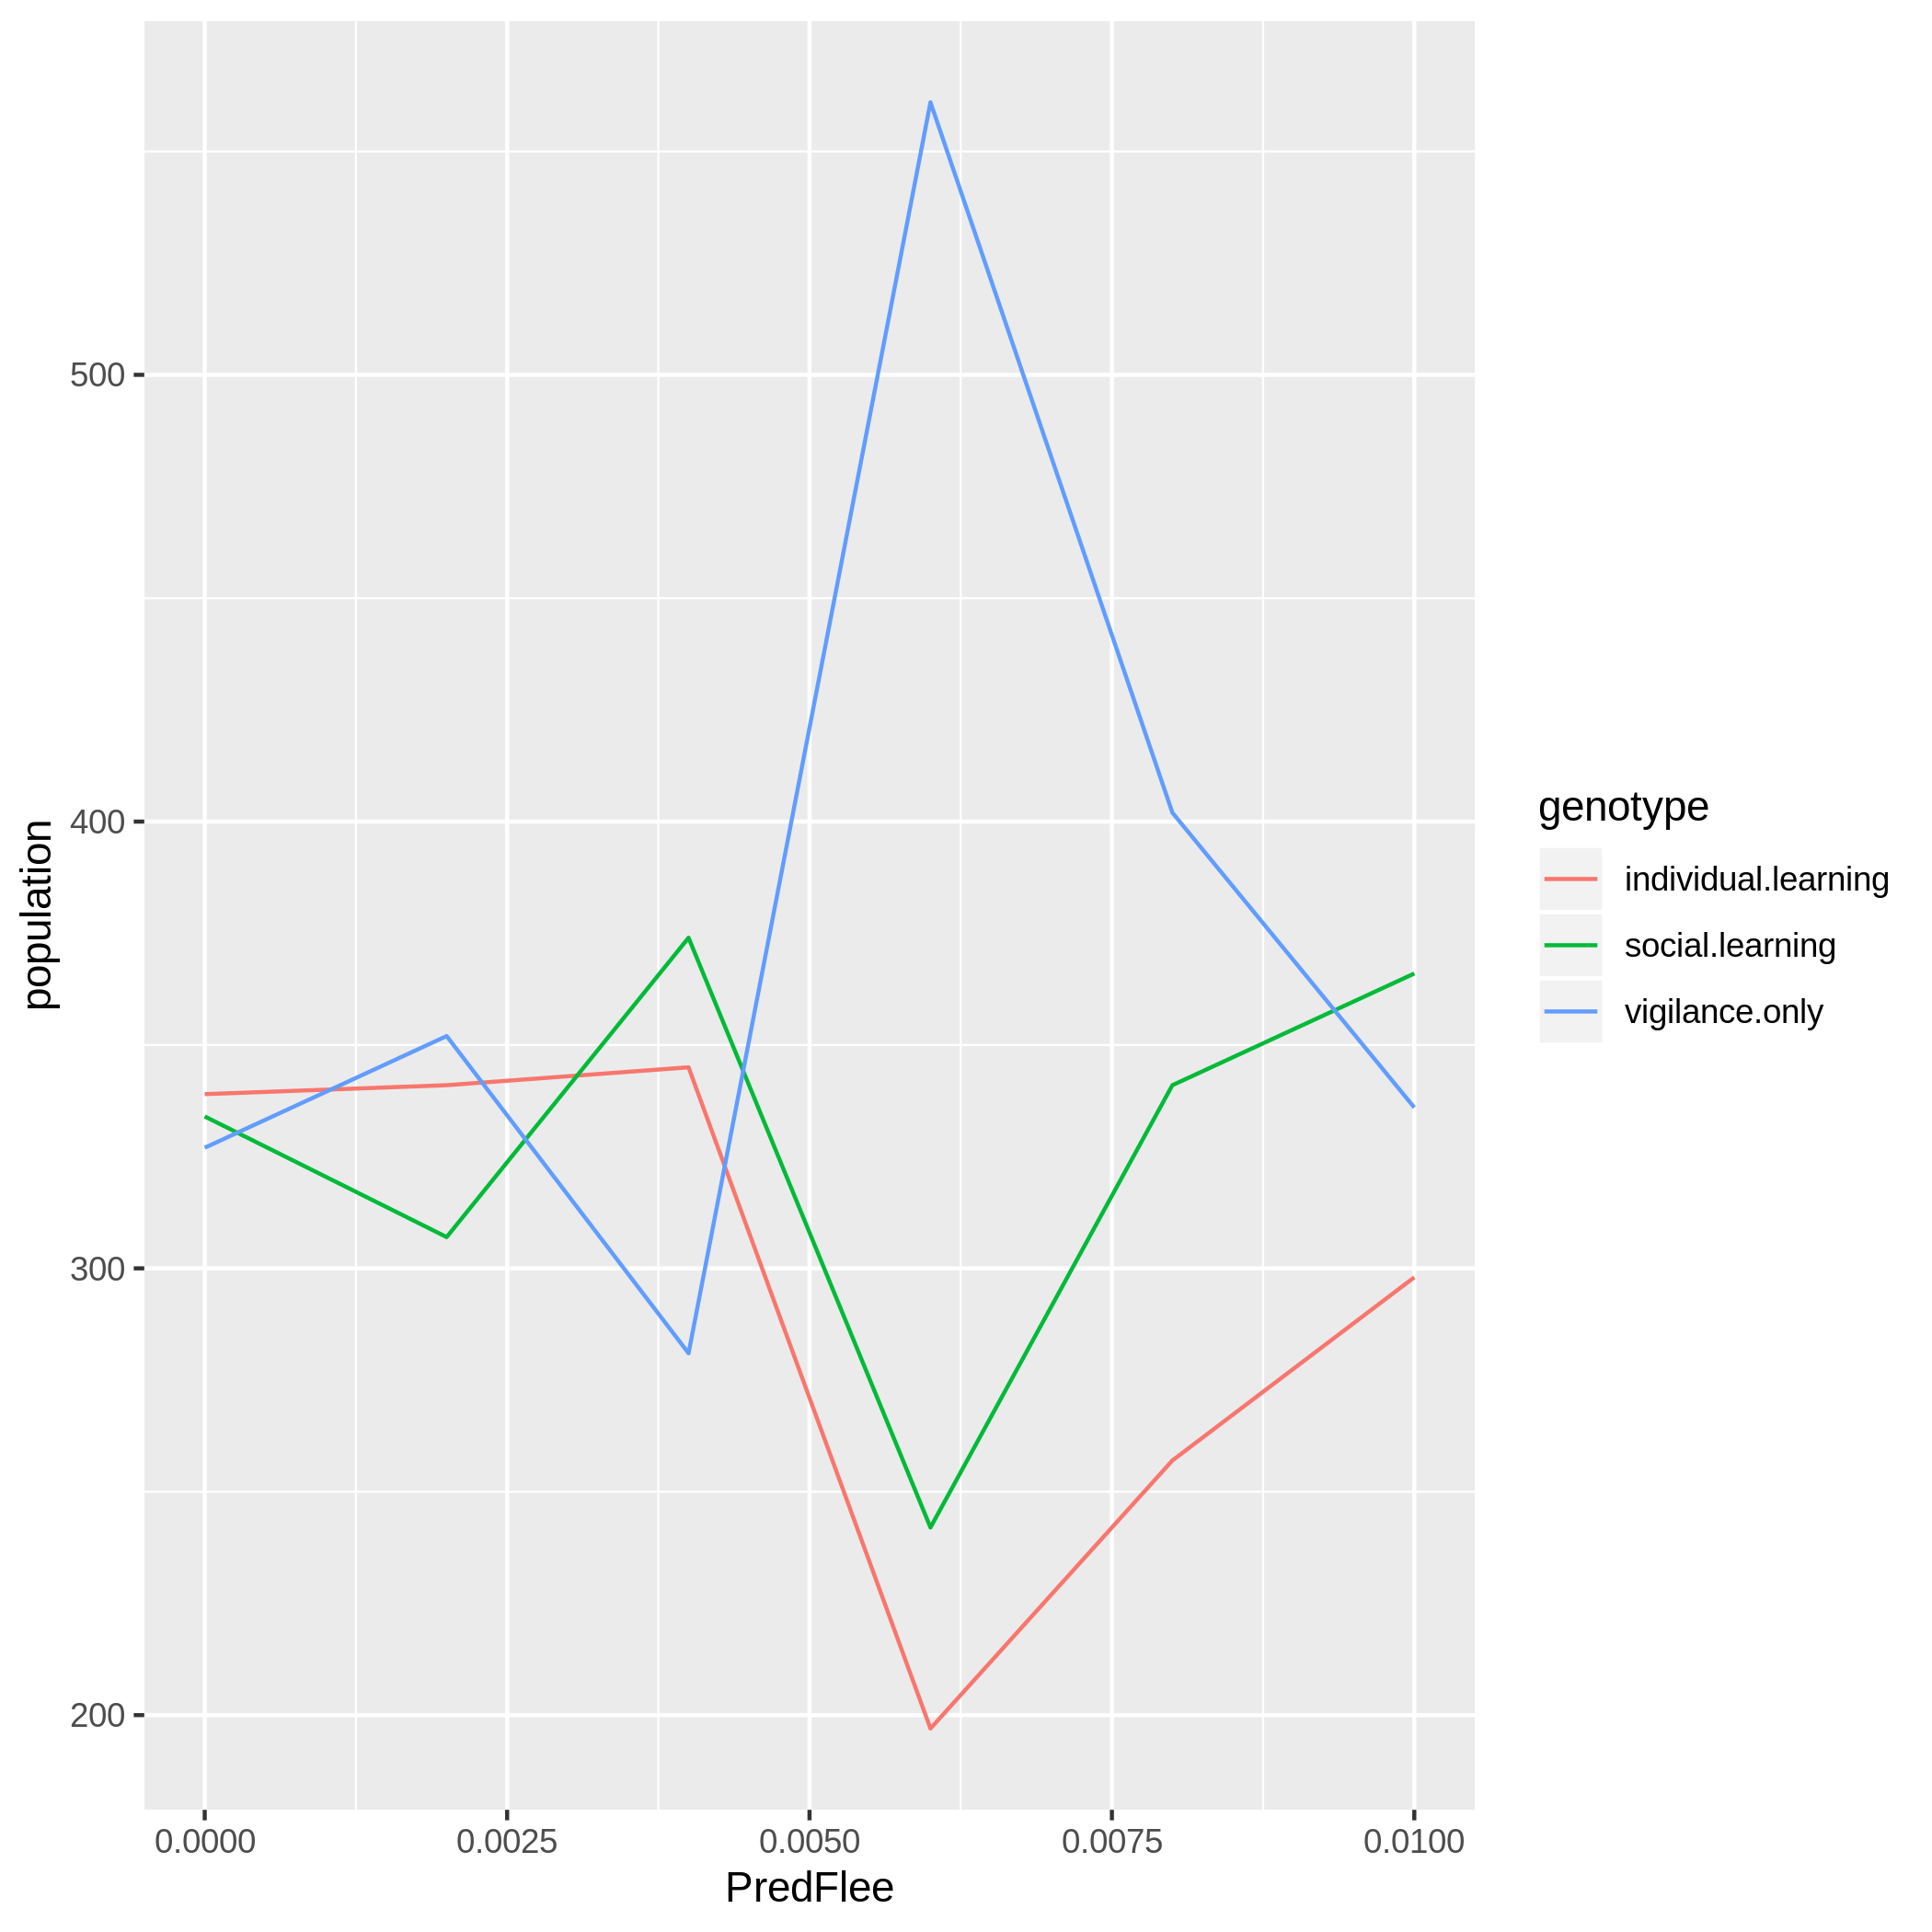 population
500
400
300
200
0.0000 0.0025 0.0050 0.0075 0.0100
PredFlee
genotype
individual.learning
social.learning
vigilance.only